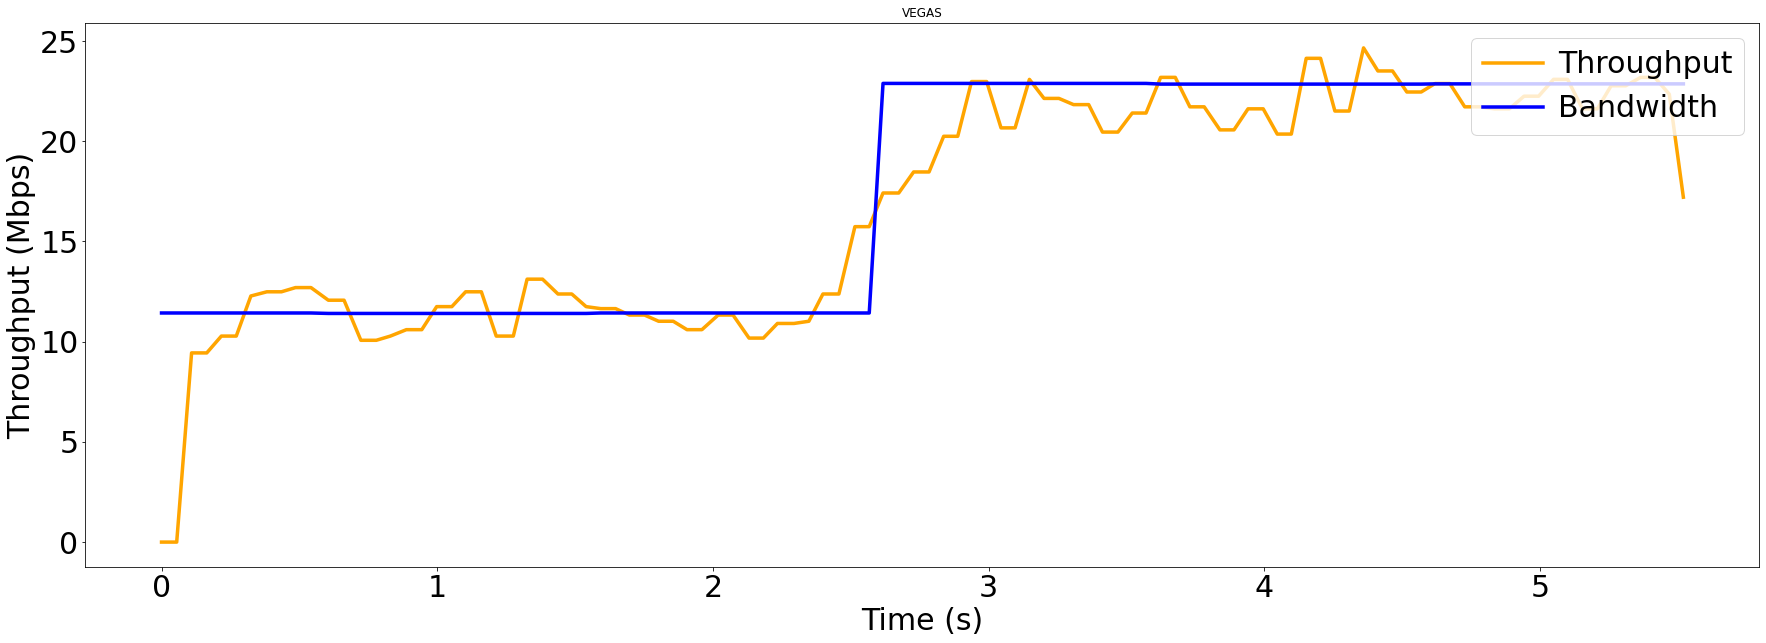 VEGAS
Throughput (Mbps)
25
20
15
10
5
0
Throughput
Bandwidth
0 1 2 3 4 5
Time (s)